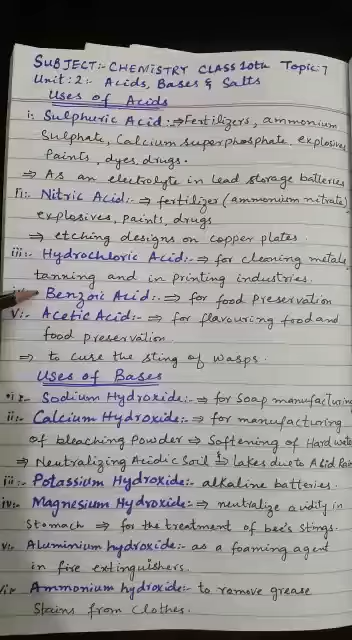 SUBJECT:- CHEMISTRY CLASS 10th Topic 7
Unit: 2:- Acids, Bases & Salts
Uses of Acids
i: Sulphuric Acid:- ⇒ Fertilizers, ammonium
Sulphate, Calcium superphosphate, explosives
Paints, dyes, drugs.
⇒ As an electrolyte in lead storage batteries
ii:- Nitric Acid:- ⇒ fertilizer (ammonium nitrate)
explosives, paints, drugs
⇒ etching designs on copper plates.
iii:- Hydrochloric Acid:- ⇒ for cleaning metals,
tanning and in printing industries.
Benzoic Acid:- ⇒ for food preservation
v:- Acetic Acid:- ⇒ for flavouring food and
food preservation.
⇒ to cure the sting of wasps.
Uses of Bases
i:- Sodium Hydroxide:- ⇒ for soap manufacturing
ii:- Calcium Hydroxide:- ⇒ for manufacturing
of bleaching powder ⇒ Softening of Hard wate
⇒ Neutralizing Acidic Soil & Lakes due to Acid Rain
iii:- Potassium Hydroxide:- alkaline batteries.
iv:- Magnesium Hydroxide:- ⇒ neutralize acidity in
Stomach ⇒ for the treatment of bee's stings.
v:- Aluminium hydroxide:- as a foaming agent
in fire extinguishers.
vi:- Ammonium hydroxide:- to remove grease
Stains from clothes.